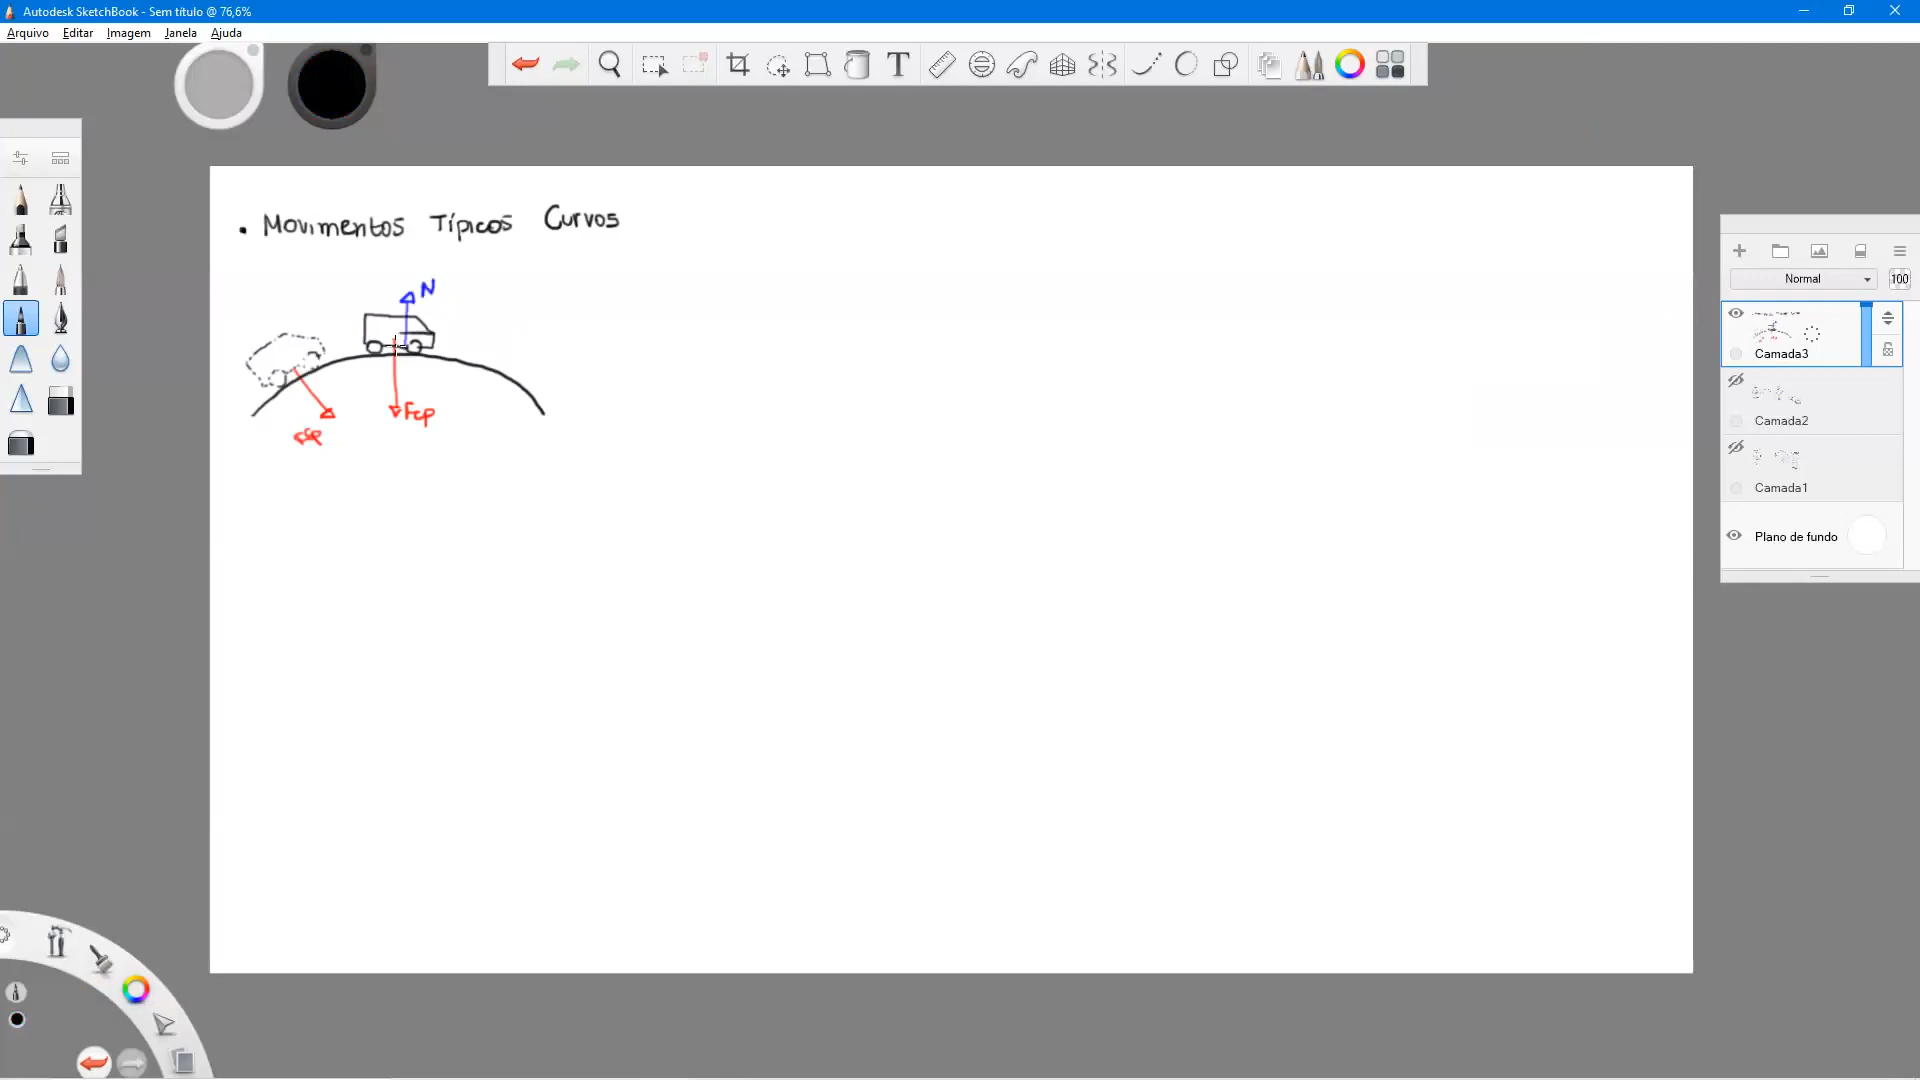 Autodesk SketchBook - Sem título @ 76,6%
Arquivo Editar Imagem Janela Ajuda
T
• Movimentos Típicos Curvos
N
Fcp
Normal 100
Camada3
Camada2
Camada1
Plano de fundo